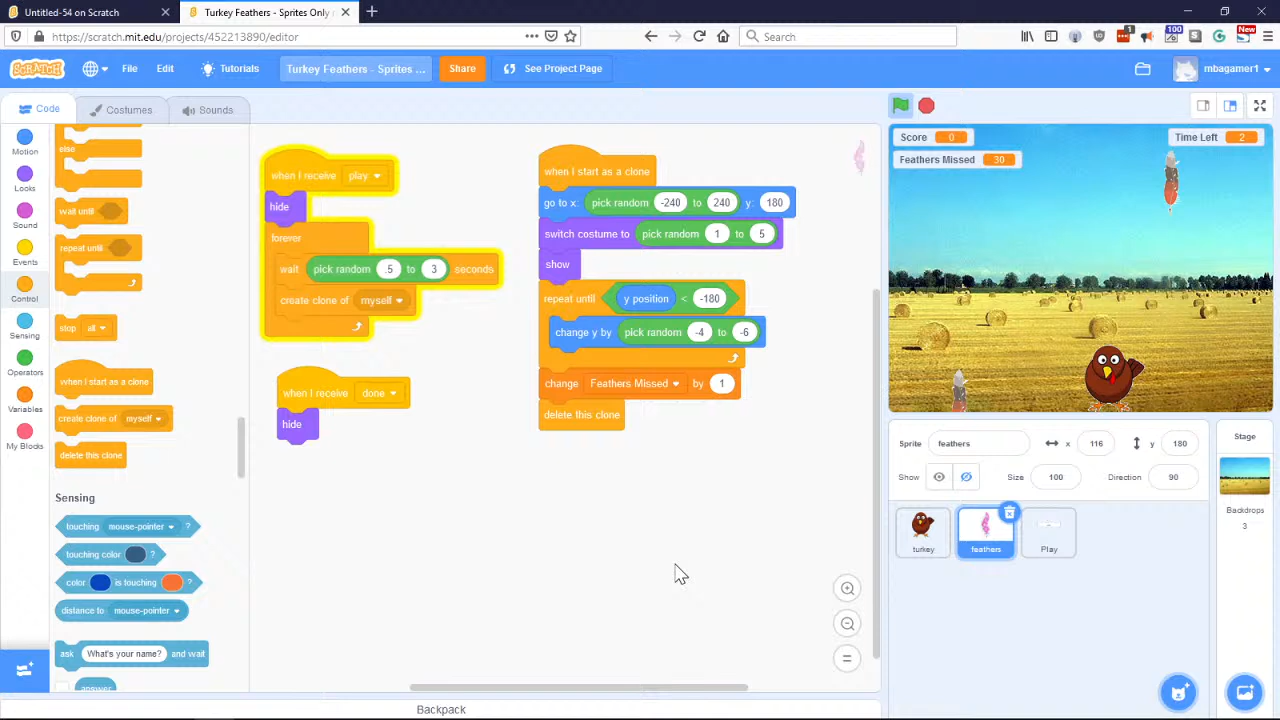 Untitled-54 on Scratch
Turkey Feathers - Sprites Only
https://scratch.mit.edu/projects/452213890/editor
Search
1
100
New
SCRATCH
File
Edit
Tutorials
Turkey Feathers - Sprites ...
Share
See Project Page
mbagamer1
Code
Costumes
Sounds
Motion
Looks
Sound
Events
Control
Sensing
Operators
Variables
My Blocks
else
wait until
repeat until
stop all
when I start as a clone
create clone of myself
delete this clone
Sensing
touching mouse-pointer ?
touching color ?
color is touching ?
distance to mouse-pointer
ask What's your name? and wait
answer
when I receive play
hide
forever
wait pick random .5 to 3 seconds
create clone of myself
when I receive done
hide
when I start as a clone
go to x: pick random -240 to 240 y: 180
switch costume to pick random 1 to 5
show
repeat until y position < -180
change y by pick random -4 to -6
change Feathers Missed by 1
delete this clone
Score 0
Time Left 2
Feathers Missed 30
Sprite feathers x 116 y 180
Show Size 100 Direction 90
turkey
feathers
Play
Stage
Backdrops
3
Backpack